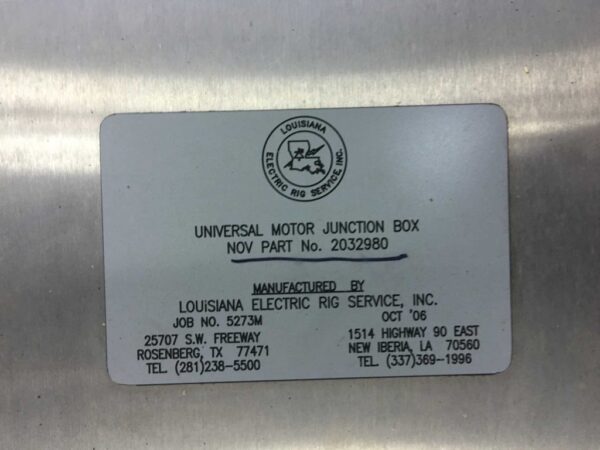 LOUISIANA
ELECTRIC RIG SERVICE, INC.
UNIVERSAL MOTOR JUNCTION BOX
NOV PART No. 2032980
MANUFACTURED BY
LOUiSIANA ELECTRIC RIG SERVICE, INC.
JOB NO. 5273M
25707 S.W. FREEWAY
ROSENBERG, TX 77471
TEL. (281)238-5500
OCT '06
1514 HIGHWAY 90 EAST
NEW IBERIA, LA 70560
TEL. (337)369-1996